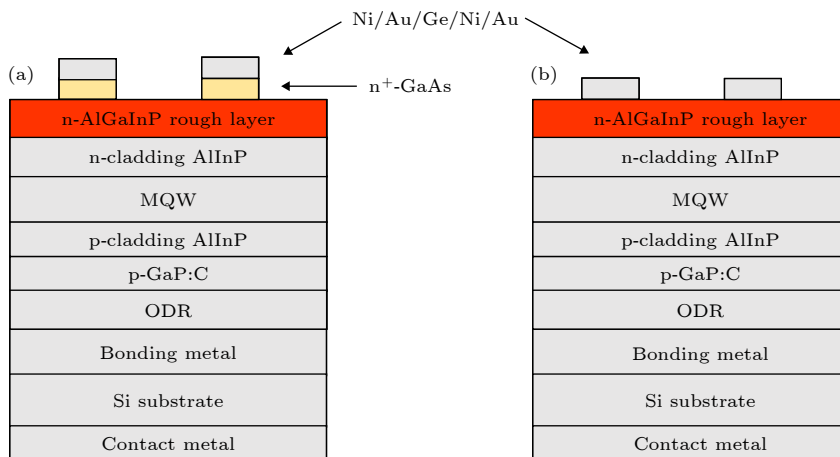 Ni/Au/Ge/Ni/Au
(a)
n⁺-GaAs
n-AlGaInP rough layer
n-cladding AlInP
MQW
p-cladding AlInP
p-GaP:C
ODR
Bonding metal
Si substrate
Contact metal
(b)
n-AlGaInP rough layer
n-cladding AlInP
MQW
p-cladding AlInP
p-GaP:C
ODR
Bonding metal
Si substrate
Contact metal